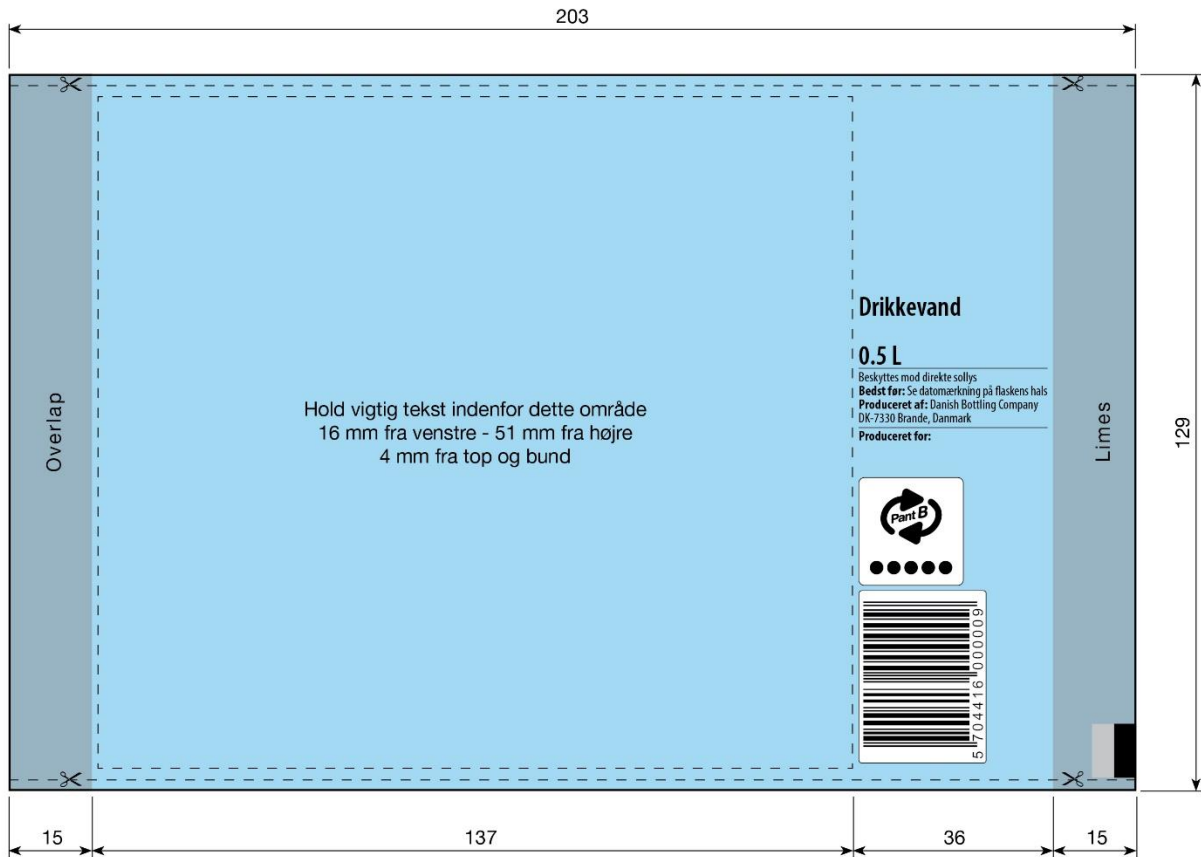 203
Overlap
Hold vigtig tekst indenfor dette område
16 mm fra venstre - 51 mm fra højre
4 mm fra top og bund
Drikkevand
0.5 L
Beskyttes mod direkte sollys
Bedst før: Se datomærkning på flaskens hals
Produceret af: Danish Bottling Company
DK-7330 Brande, Danmark
Produceret for:
Pant B
5 704416 000009
Limes
129
15
137
36
15